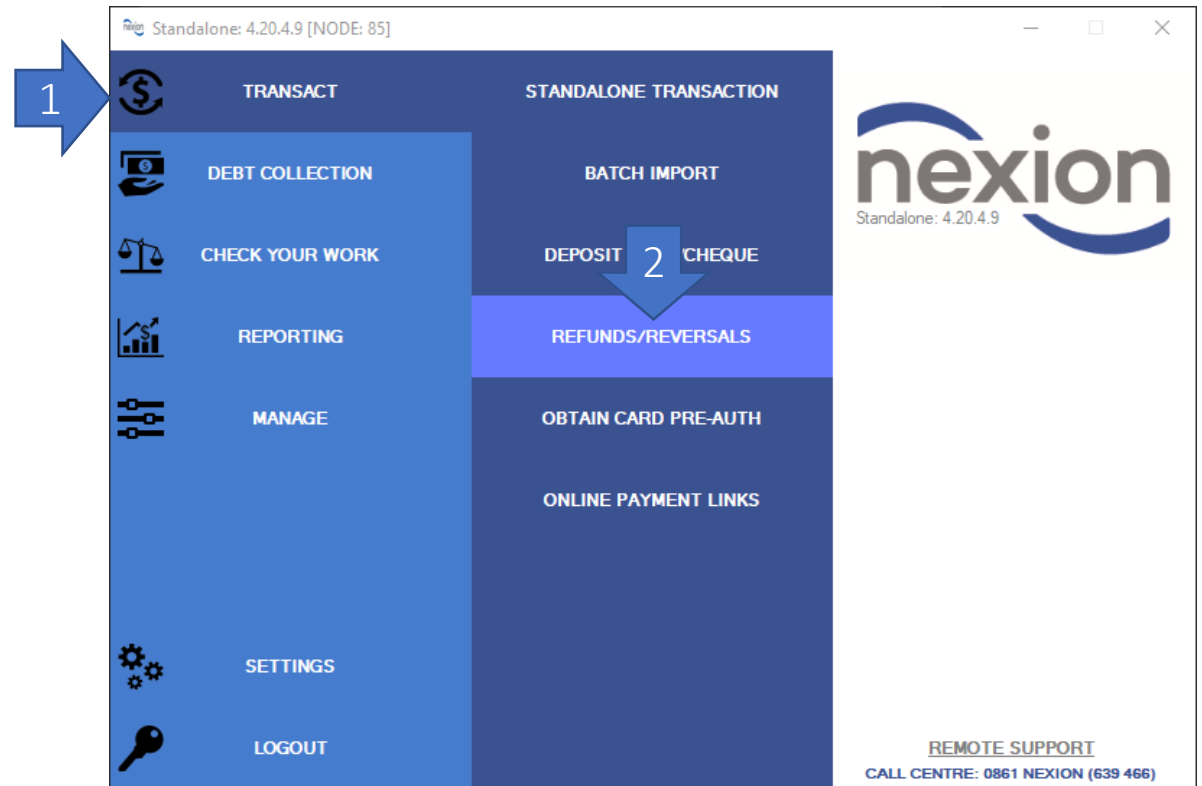 Standalone: 4.20.4.9 [NODE: 85]
1
TRANSACT
DEBT COLLECTION
CHECK YOUR WORK
REPORTING
MANAGE
SETTINGS
LOGOUT
STANDALONE TRANSACTION
BATCH IMPORT
DEPOSIT /CHEQUE
2
REFUNDS/REVERSALS
OBTAIN CARD PRE-AUTH
ONLINE PAYMENT LINKS
nexion
Standalone: 4.20.4.9
REMOTE SUPPORT
CALL CENTRE: 0861 NEXION (639 466)